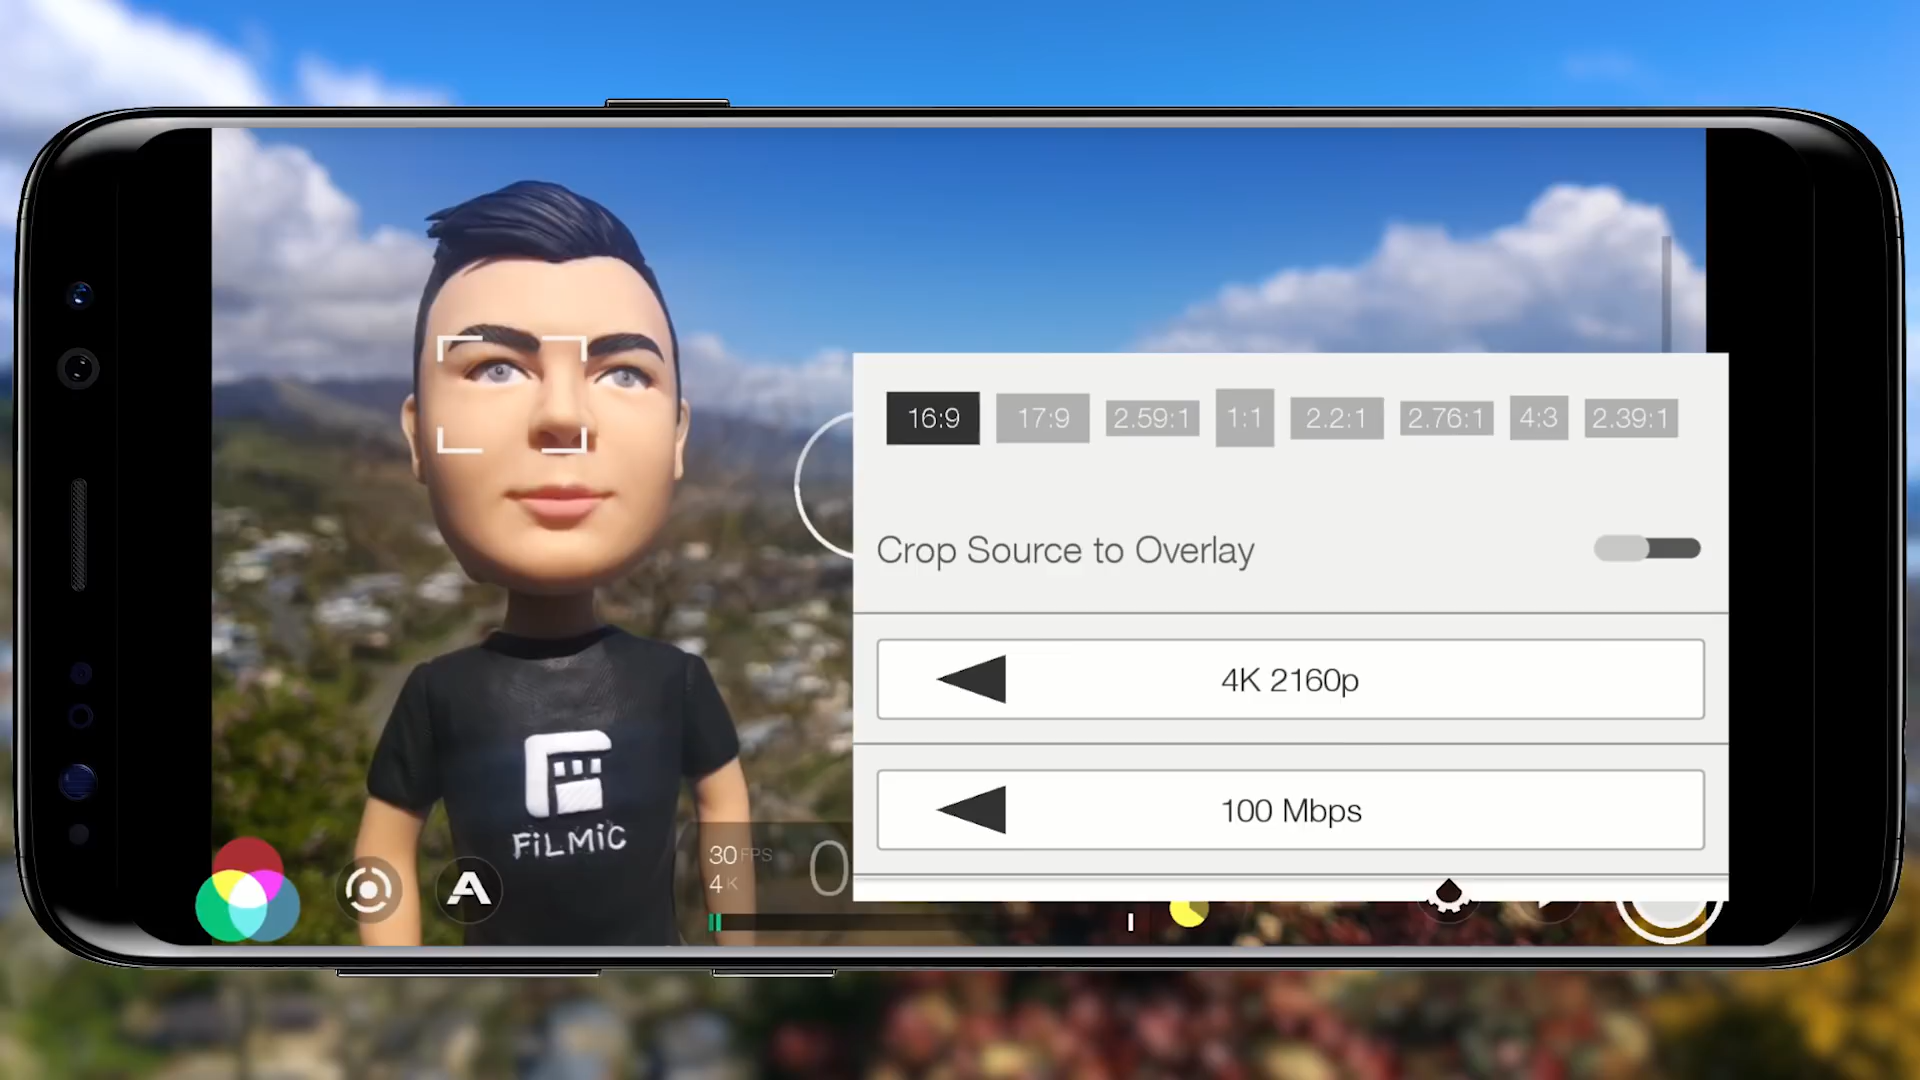 16:9 17:9 2.59:1 1:1 2.2:1 2.76:1 4:3 2.39:1
Crop Source to Overlay
4K 2160p
100 Mbps
FiLMiC
A
30 FPS
4K
0